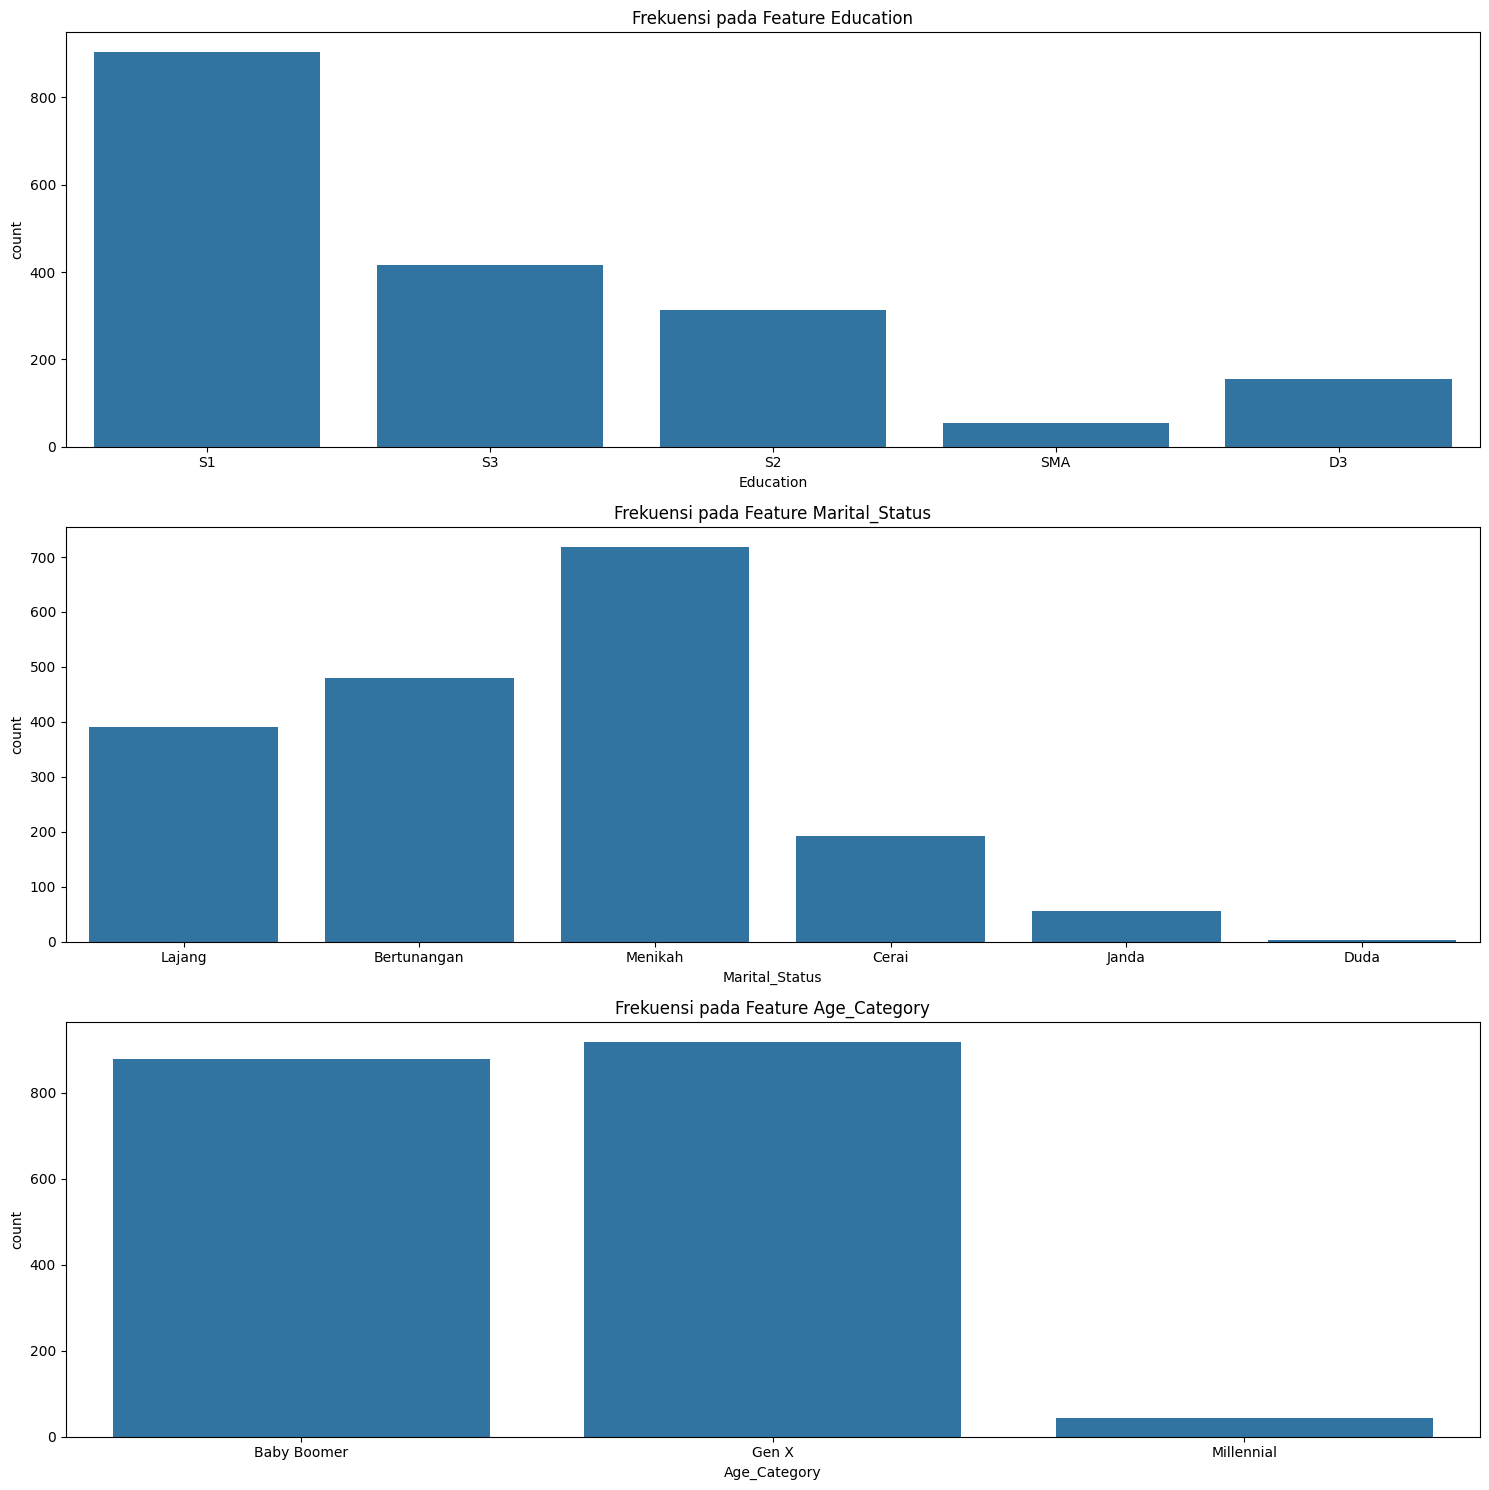 Frekuensi pada Feature Education
800
600
400
200
0
count
S1 S3 S2 SMA D3
Education
Frekuensi pada Feature Marital_Status
700
600
500
400
300
200
100
0
count
Lajang Bertunangan Menikah Cerai Janda Duda
Marital_Status
Frekuensi pada Feature Age_Category
800
600
400
200
0
count
Baby Boomer Gen X Millennial
Age_Category